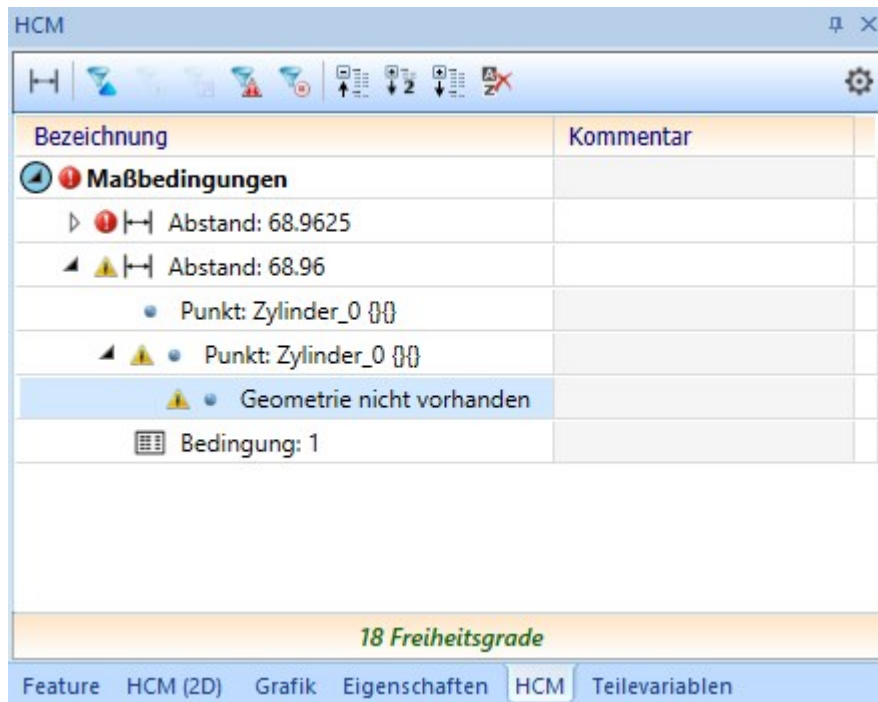 HCM
Bezeichnung Kommentar
Maßbedingungen
Abstand: 68.9625
Abstand: 68.96
Punkt: Zylinder_0 {}{}
Punkt: Zylinder_0 {}{}
Geometrie nicht vorhanden
Bedingung: 1
18 Freiheitsgrade
Feature HCM (2D) Grafik Eigenschaften HCM Teilevariablen